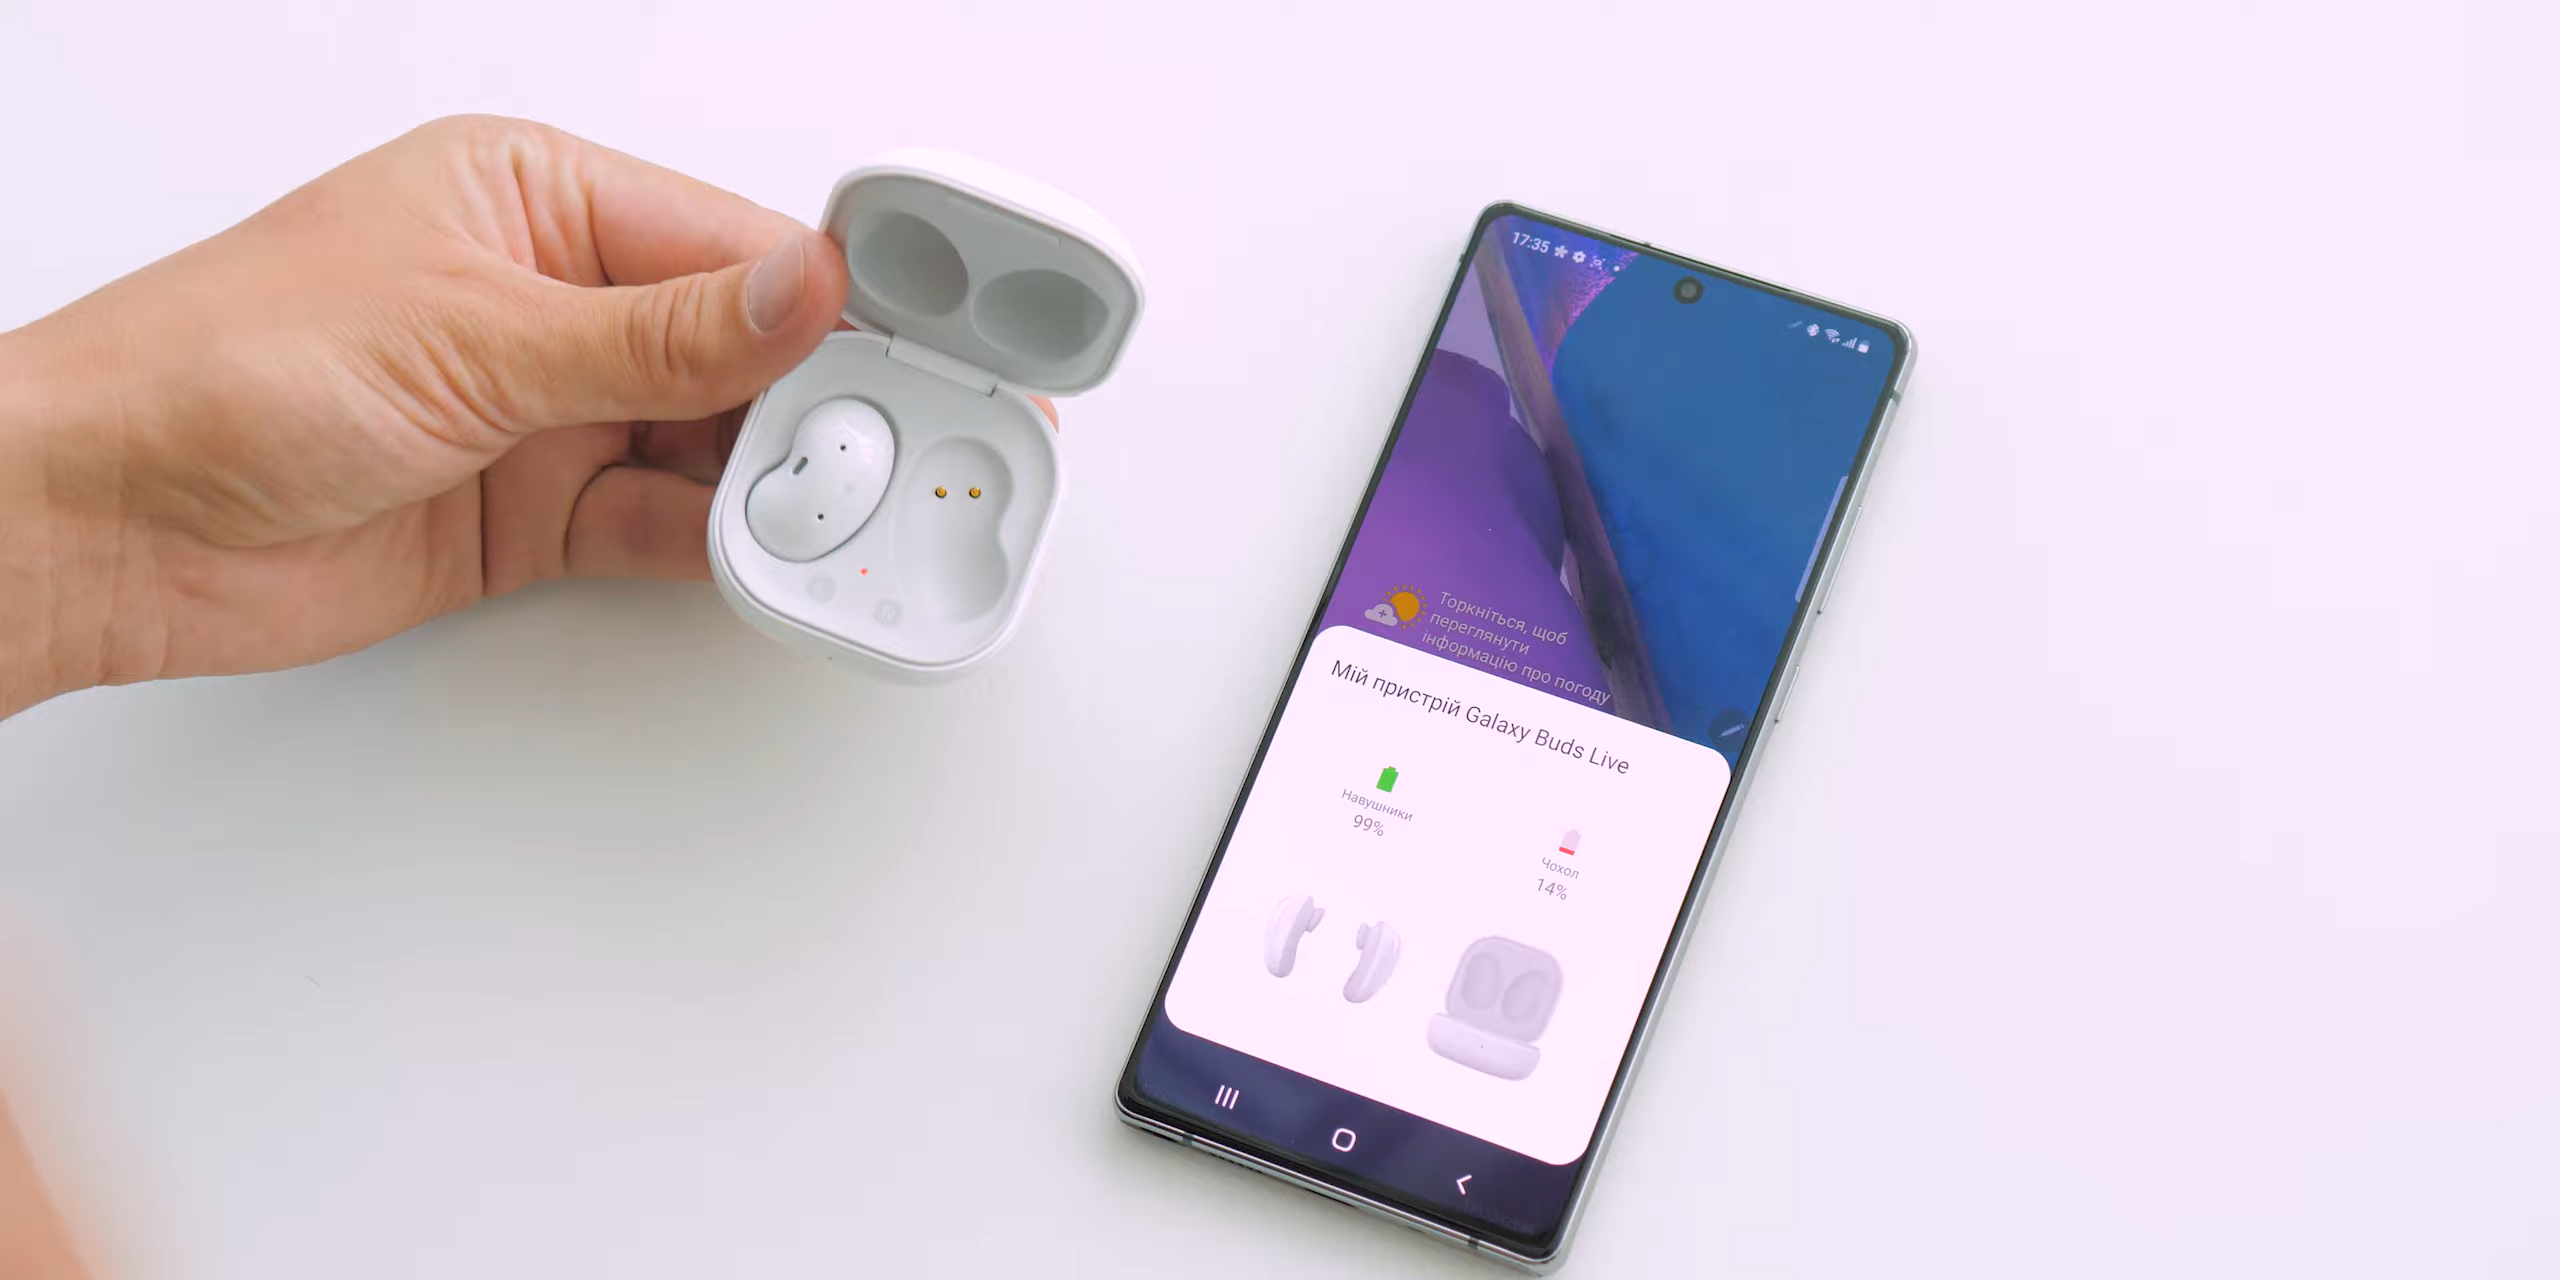 17:35
Торкніться, щоб
переглянути
інформацію про погоду
Мій пристрій Galaxy Buds Live
Навушники
99%
Чохол
14%